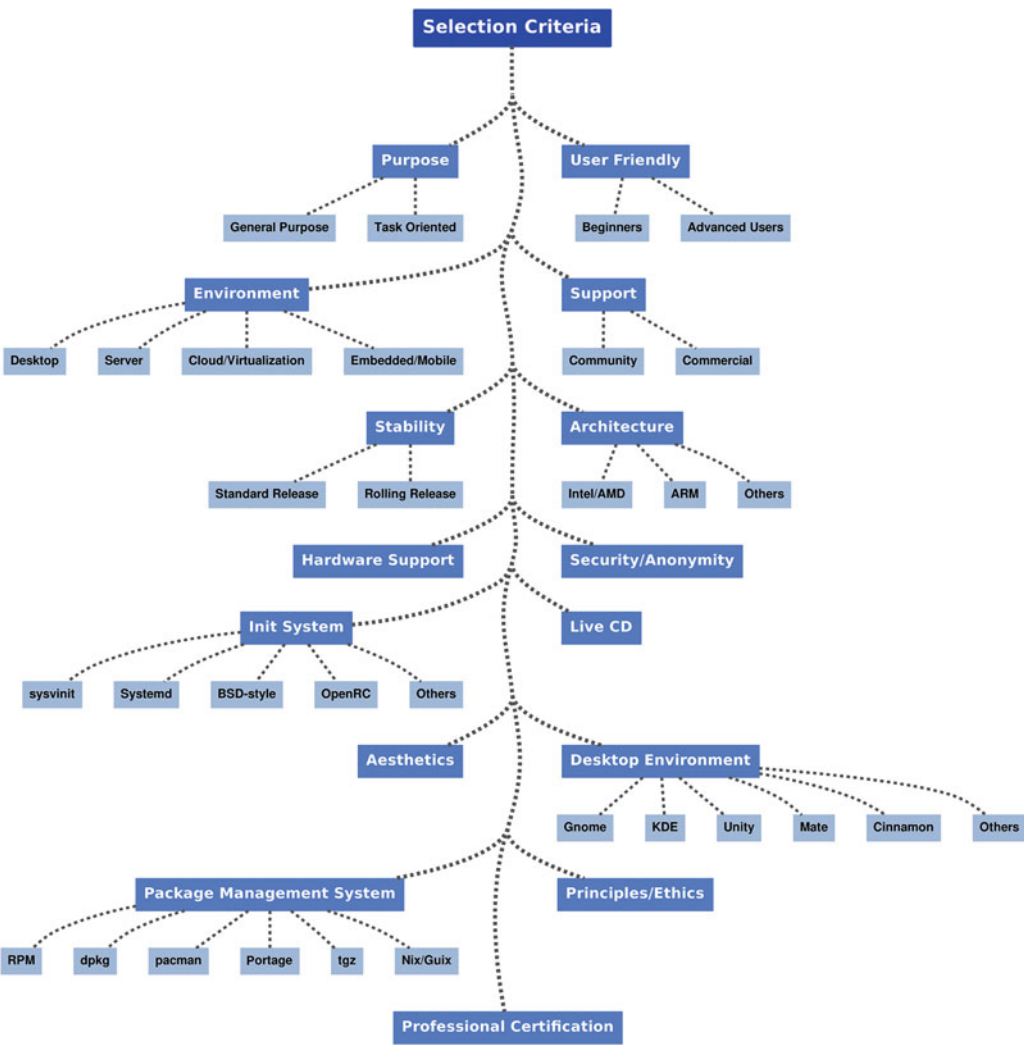 Selection Criteria
Purpose
User Friendly
General Purpose
Task Oriented
Beginners
Advanced Users
Environment
Support
Desktop
Server
Cloud/Virtualization
Embedded/Mobile
Community
Commercial
Stability
Architecture
Standard Release
Rolling Release
Intel/AMD
ARM
Others
Hardware Support
Security/Anonymity
Init System
Live CD
sysvinit
Systemd
BSD-style
OpenRC
Others
Aesthetics
Desktop Environment
Gnome
KDE
Unity
Mate
Cinnamon
Others
Package Management System
Principles/Ethics
RPM
dpkg
pacman
Portage
tgz
Nix/Guix
Professional Certification